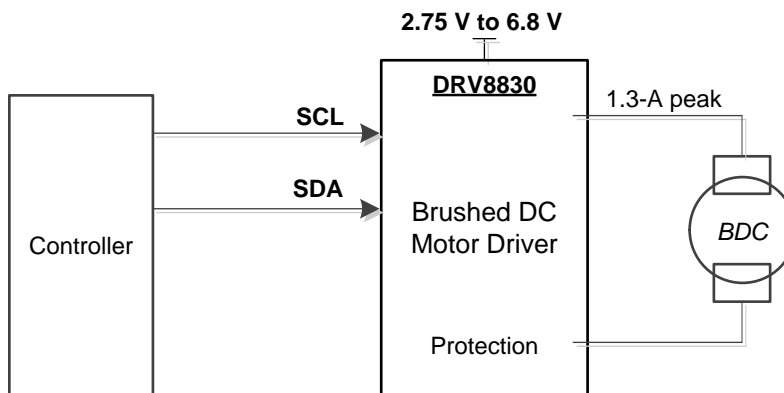 2.75 V to 6.8 V
DRV8830
1.3-A peak
SCL
SDA
Controller
Brushed DC
Motor Driver
BDC
Protection